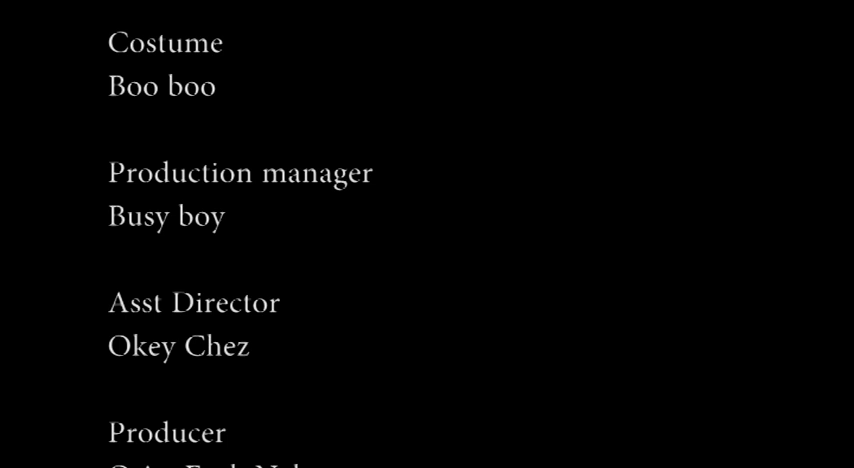 Costume
Boo boo
Production manager
Busy boy
Asst Director
Okey Chez
Producer